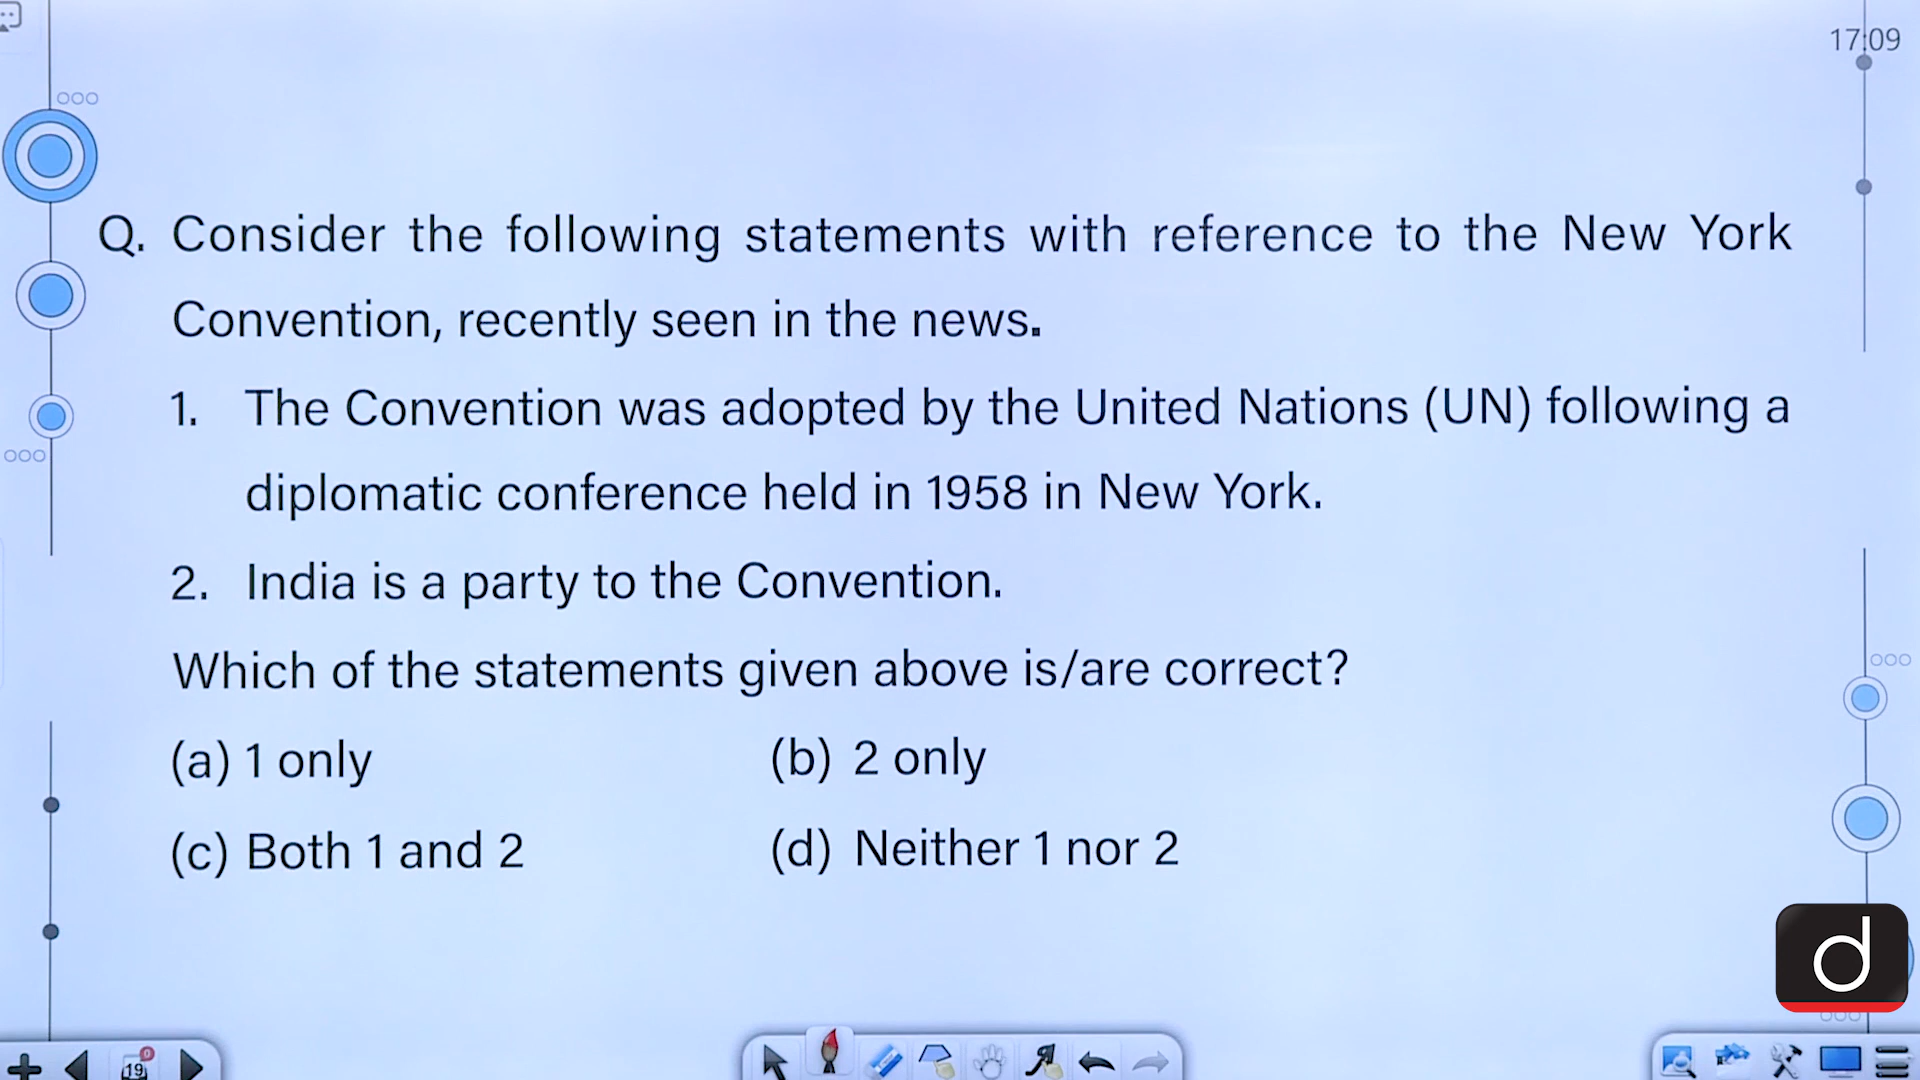 17:09
Q. Consider the following statements with reference to the New York
Convention, recently seen in the news.
1. The Convention was adopted by the United Nations (UN) following a
diplomatic conference held in 1958 in New York.
2. India is a party to the Convention.
Which of the statements given above is/are correct?
(a) 1 only (b) 2 only
(c) Both 1 and 2 (d) Neither 1 nor 2
d
0
19